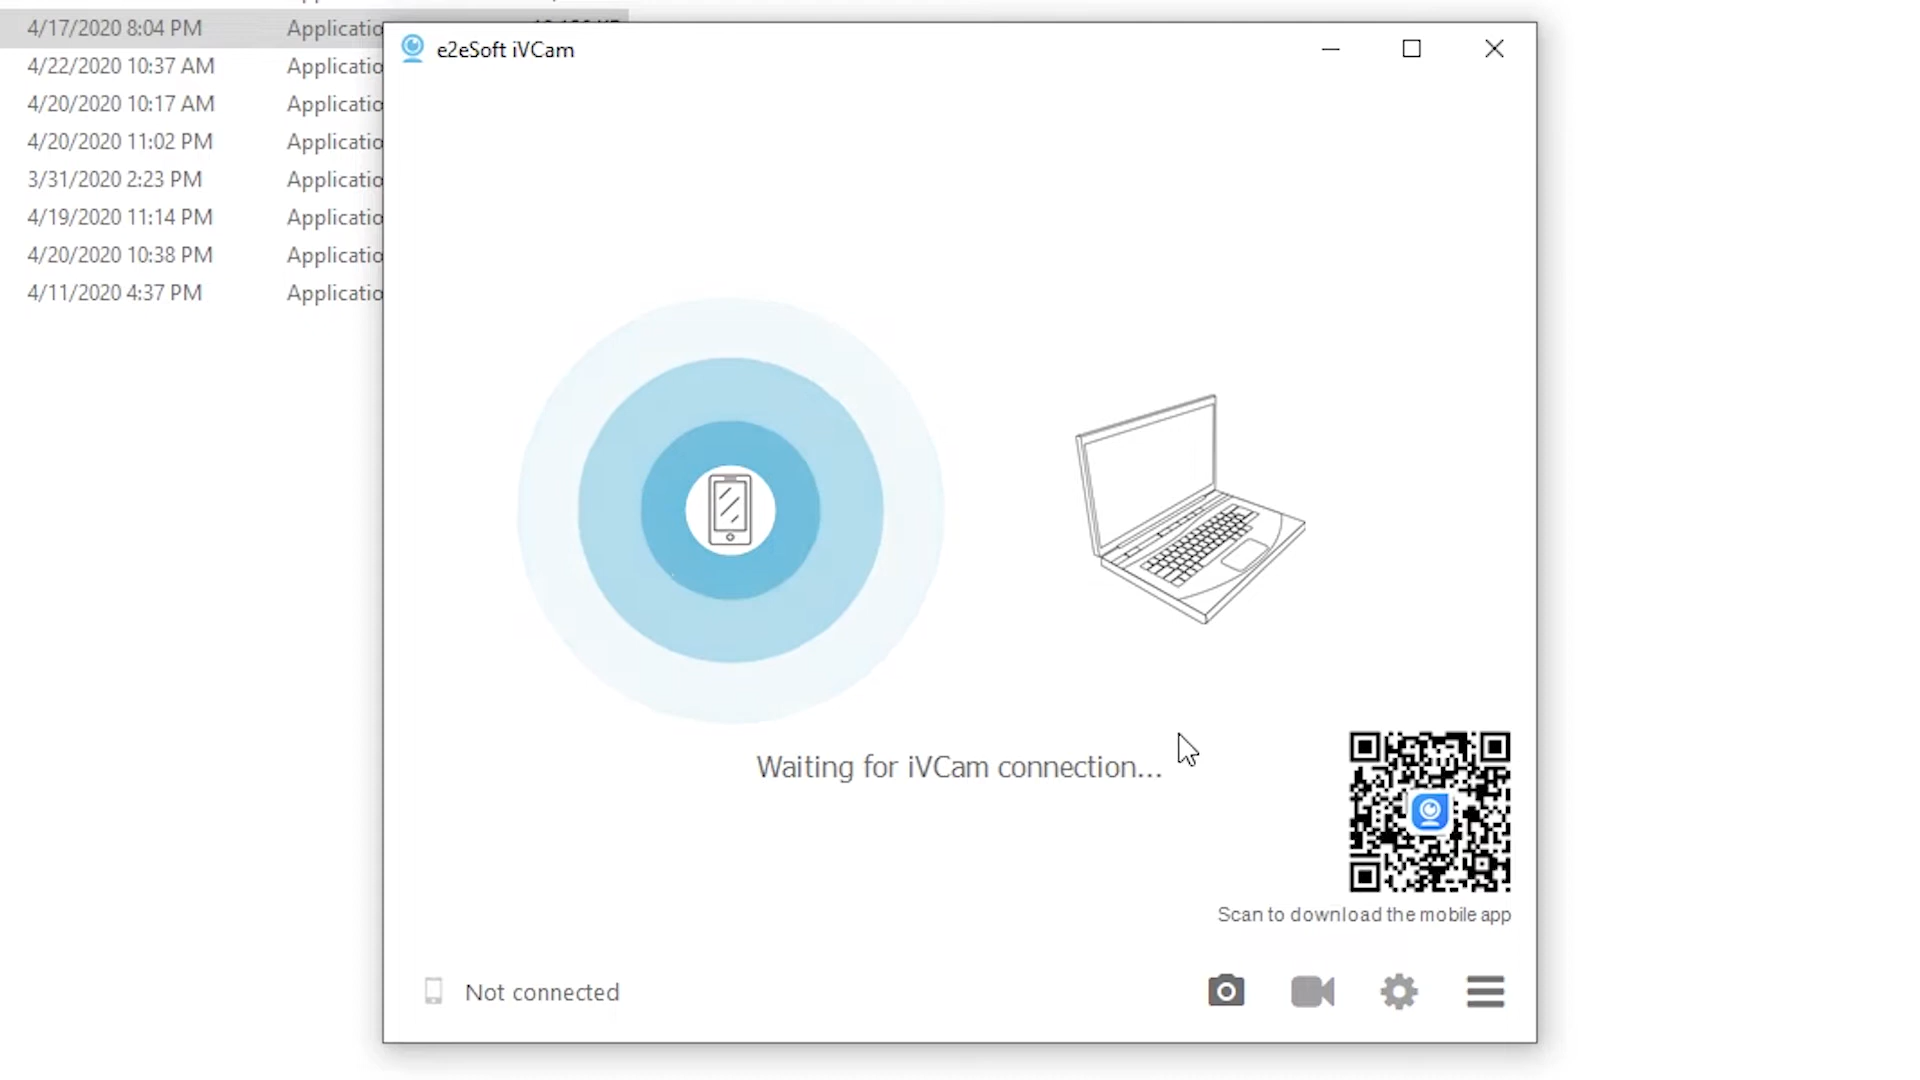 4/17/2020 8:04 PM Applicatio
e2eSoft iVCam
4/22/2020 10:37 AM Applicatio
4/20/2020 10:17 AM Applicatio
4/20/2020 11:02 PM Applicatio
3/31/2020 2:23 PM Applicatio
4/19/2020 11:14 PM Applicatio
4/20/2020 10:38 PM Applicatio
4/11/2020 4:37 PM Applicatio
Waiting for iVCam connection...
Scan to download the mobile app
Not connected